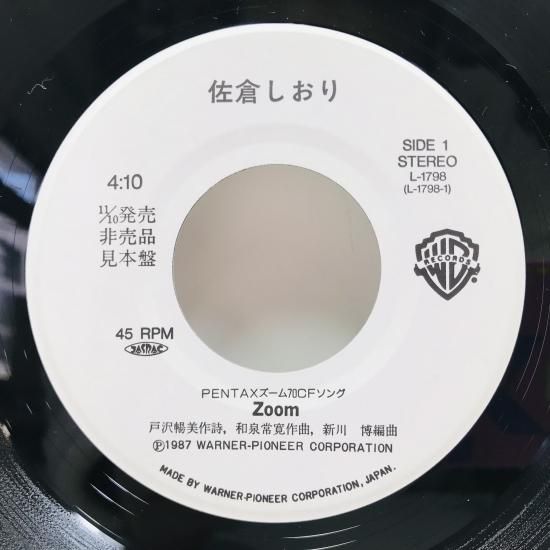 佐倉しおり
SIDE 1
STEREO
L-1798
(L-1798-1)
4:10
11/10発売
非売品
見本盤
W RECORDS
45 RPM
JASRAC
PENTAXズーム70CFソング
Zoom
戸沢暢美作詩, 和泉常寛作曲, 新川 博編曲
Ⓟ1987 WARNER-PIONEER CORPORATION
MADE BY WARNER-PIONEER CORPORATION, JAPAN.